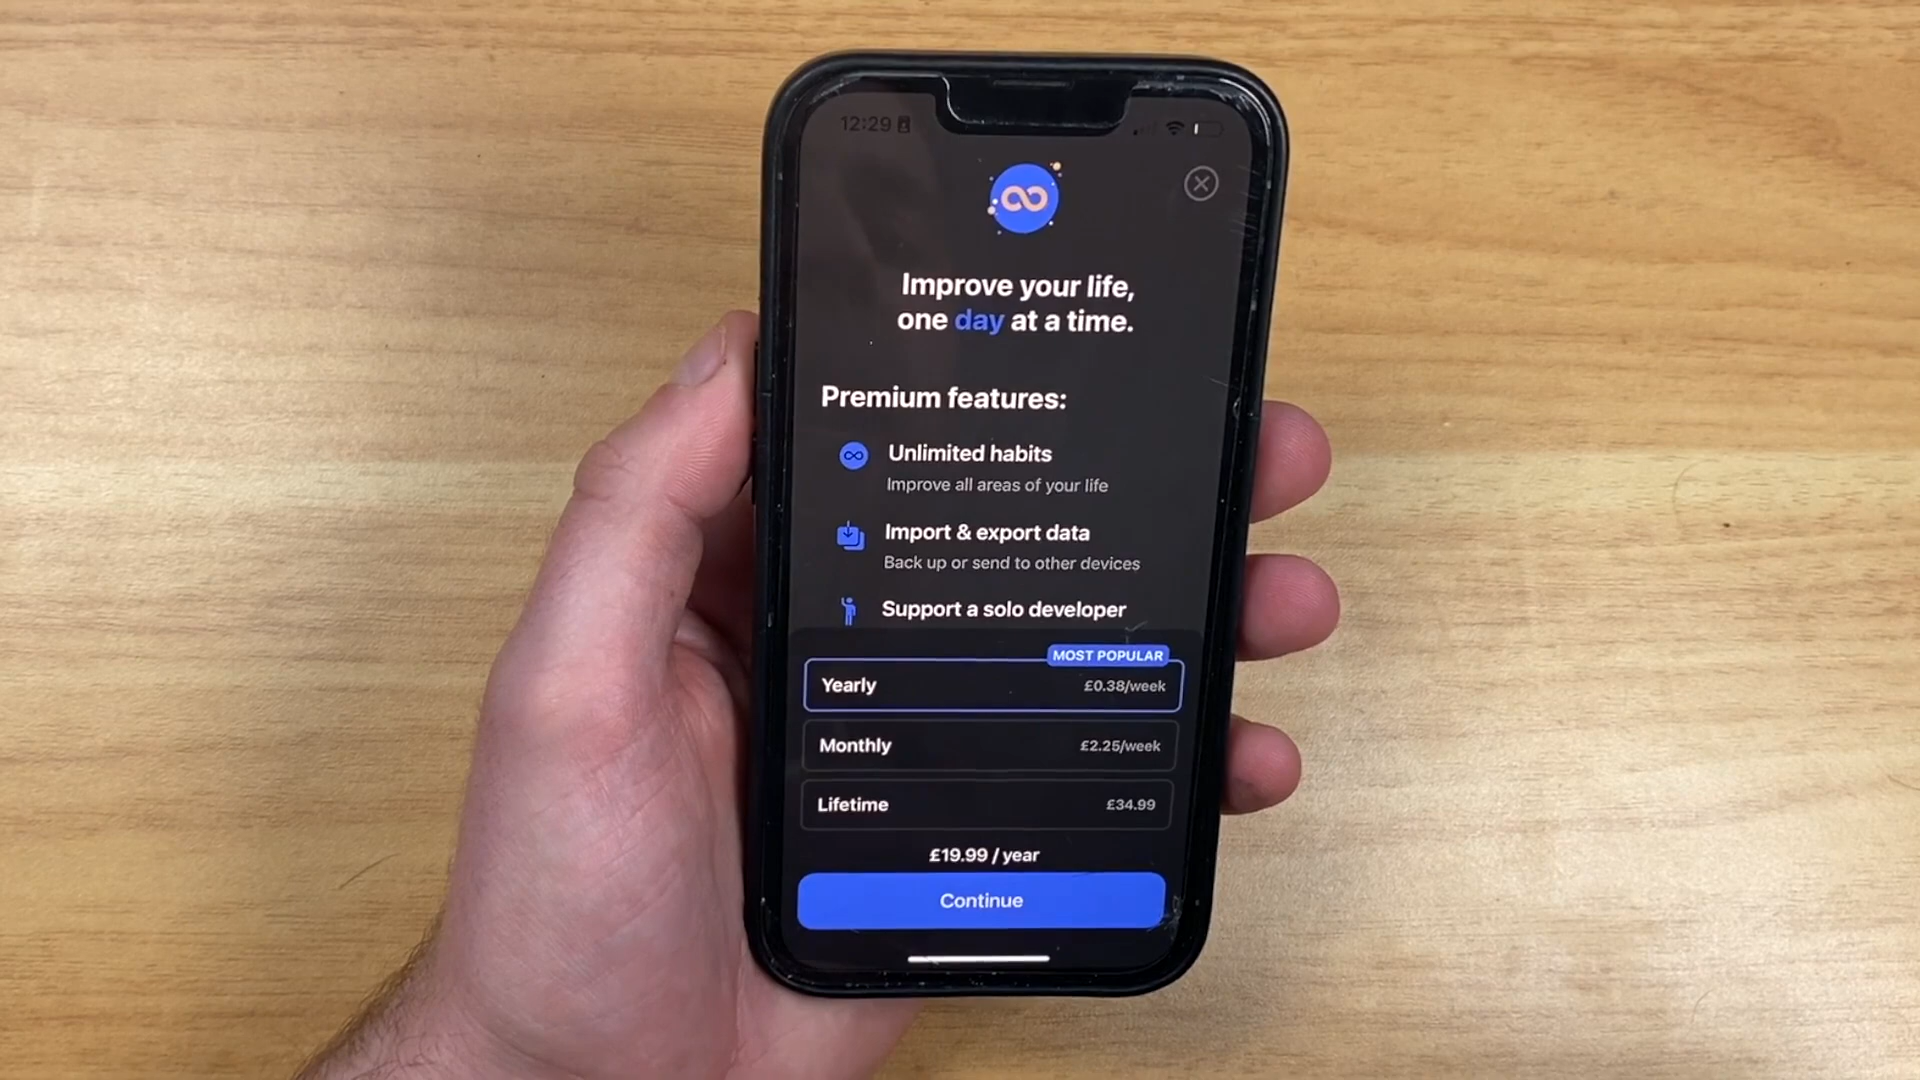 12:29
Improve your life,
one day at a time.
Premium features:
Unlimited habits
Improve all areas of your life
Import & export data
Back up or send to other devices
Support a solo developer
MOST POPULAR
Yearly £0.38/week
Monthly £2.25/week
Lifetime £34.99
£19.99 / year
Continue